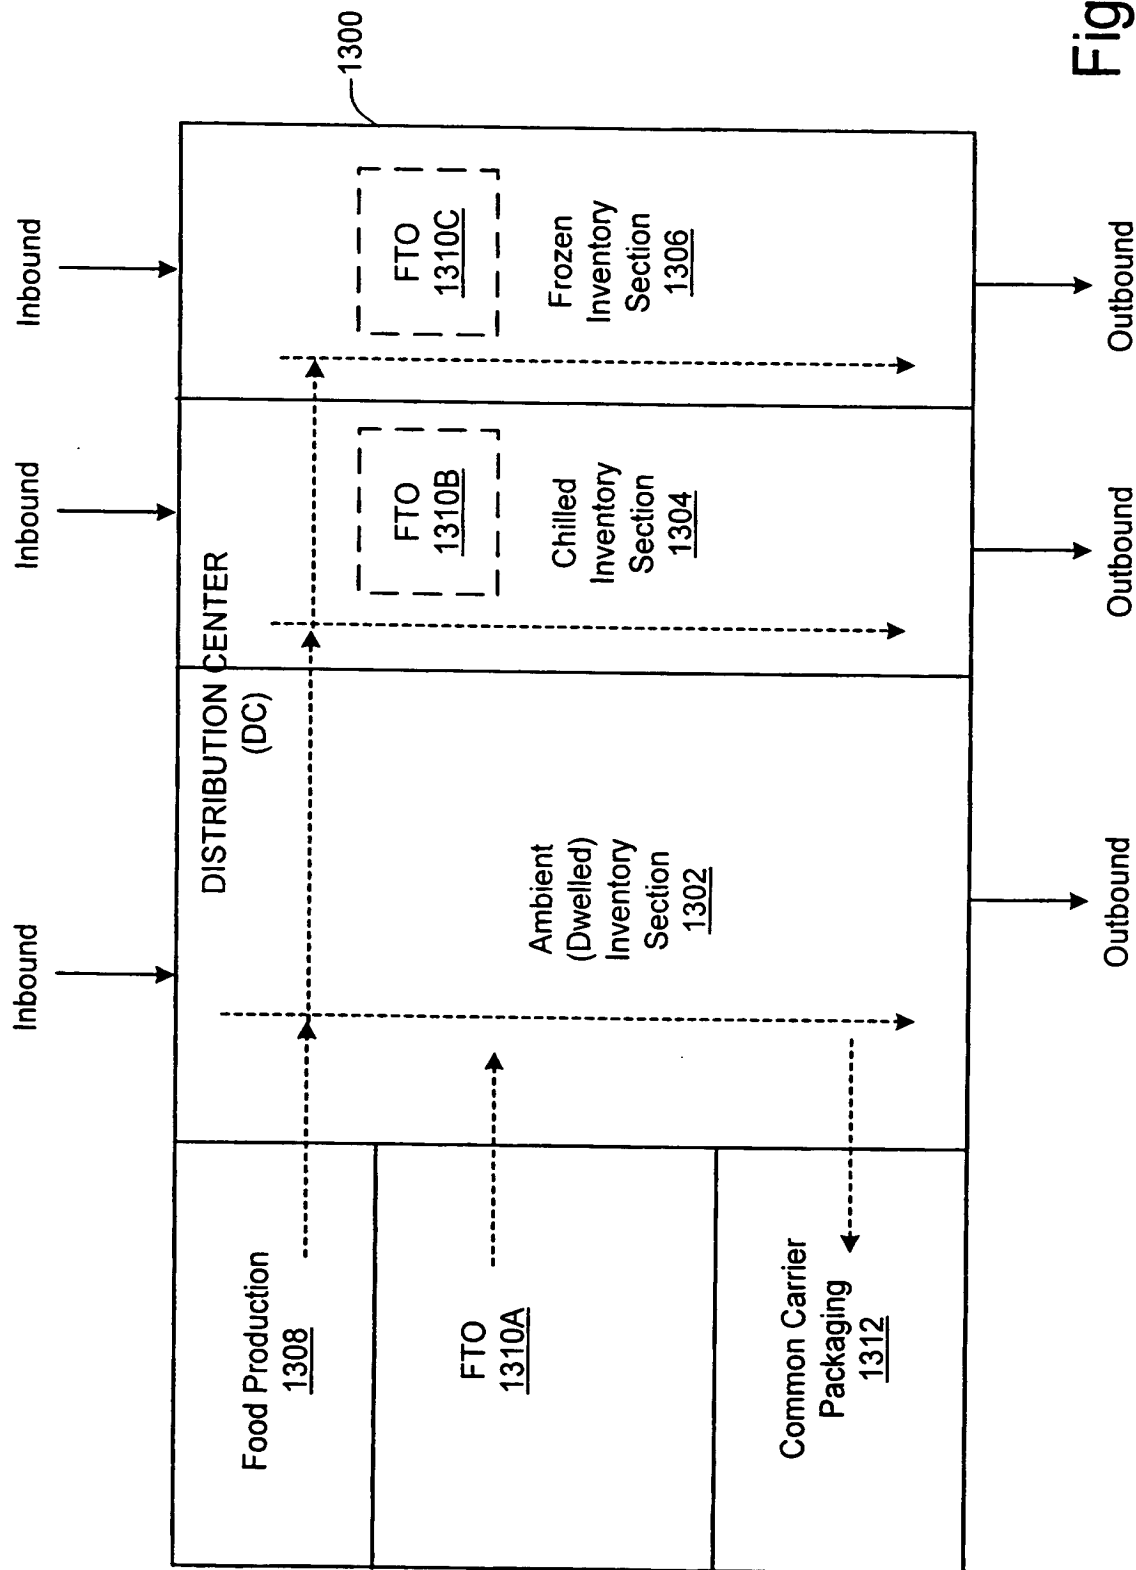 Inbound
Inbound
Inbound
1300
DISTRIBUTION CENTER
(DC)
Food Production
1308
FTO
1310A
Common Carrier
Packaging
1312
Ambient
(Dwelled)
Inventory
Section
1302
FTO
1310B
Chilled
Inventory
Section
1304
FTO
1310C
Frozen
Inventory
Section
1306
Outbound
Outbound
Outbound
Fig